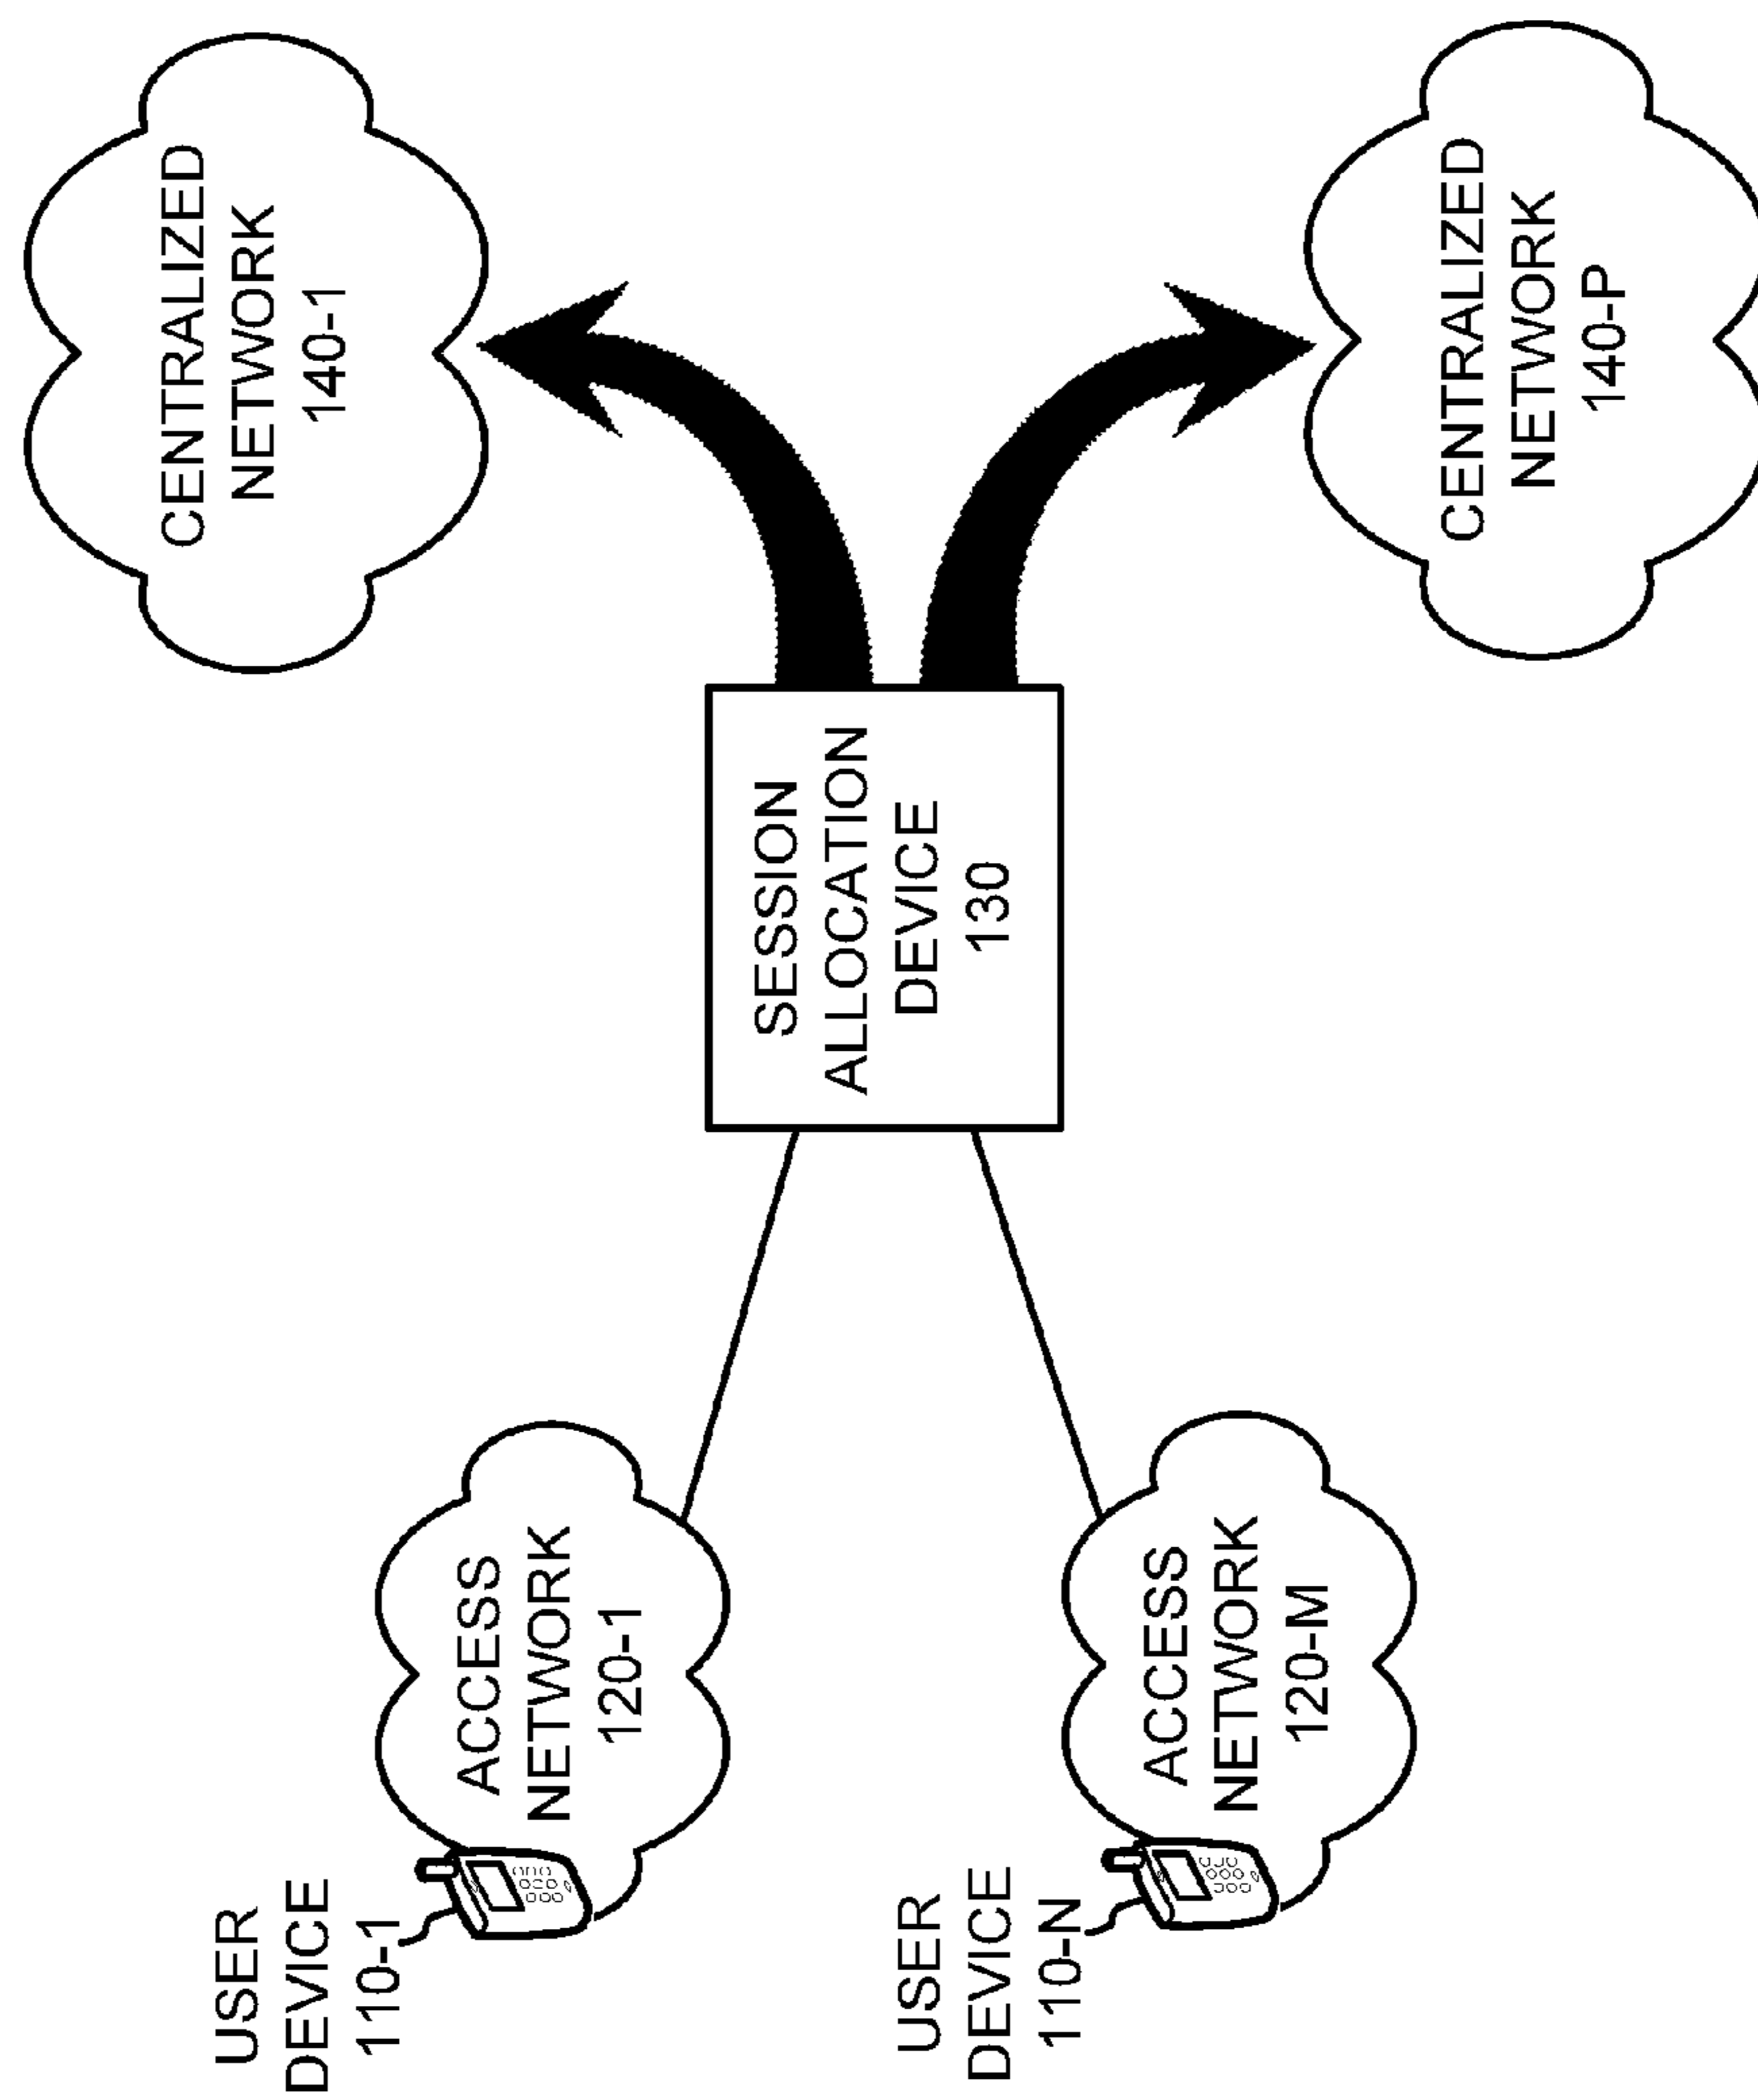 USER
DEVICE
110-1
ACCESS
NETWORK
120-1
USER
DEVICE
110-N
ACCESS
NETWORK
120-M
SESSION
ALLOCATION
DEVICE
130
CENTRALIZED
NETWORK
140-1
CENTRALIZED
NETWORK
140-P